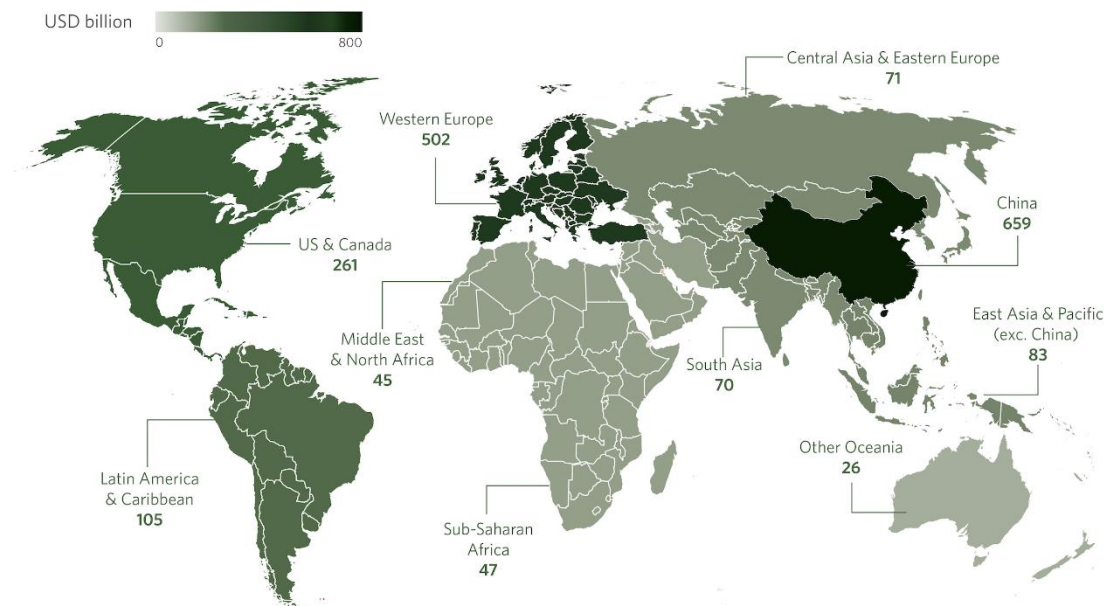 USD billion
0
800
Central Asia & Eastern Europe
71
Western Europe
502
China
659
US & Canada
261
East Asia & Pacific
(exc. China)
83
Middle East
& North Africa
45
South Asia
70
Other Oceania
26
Latin America
& Caribbean
105
Sub-Saharan
Africa
47